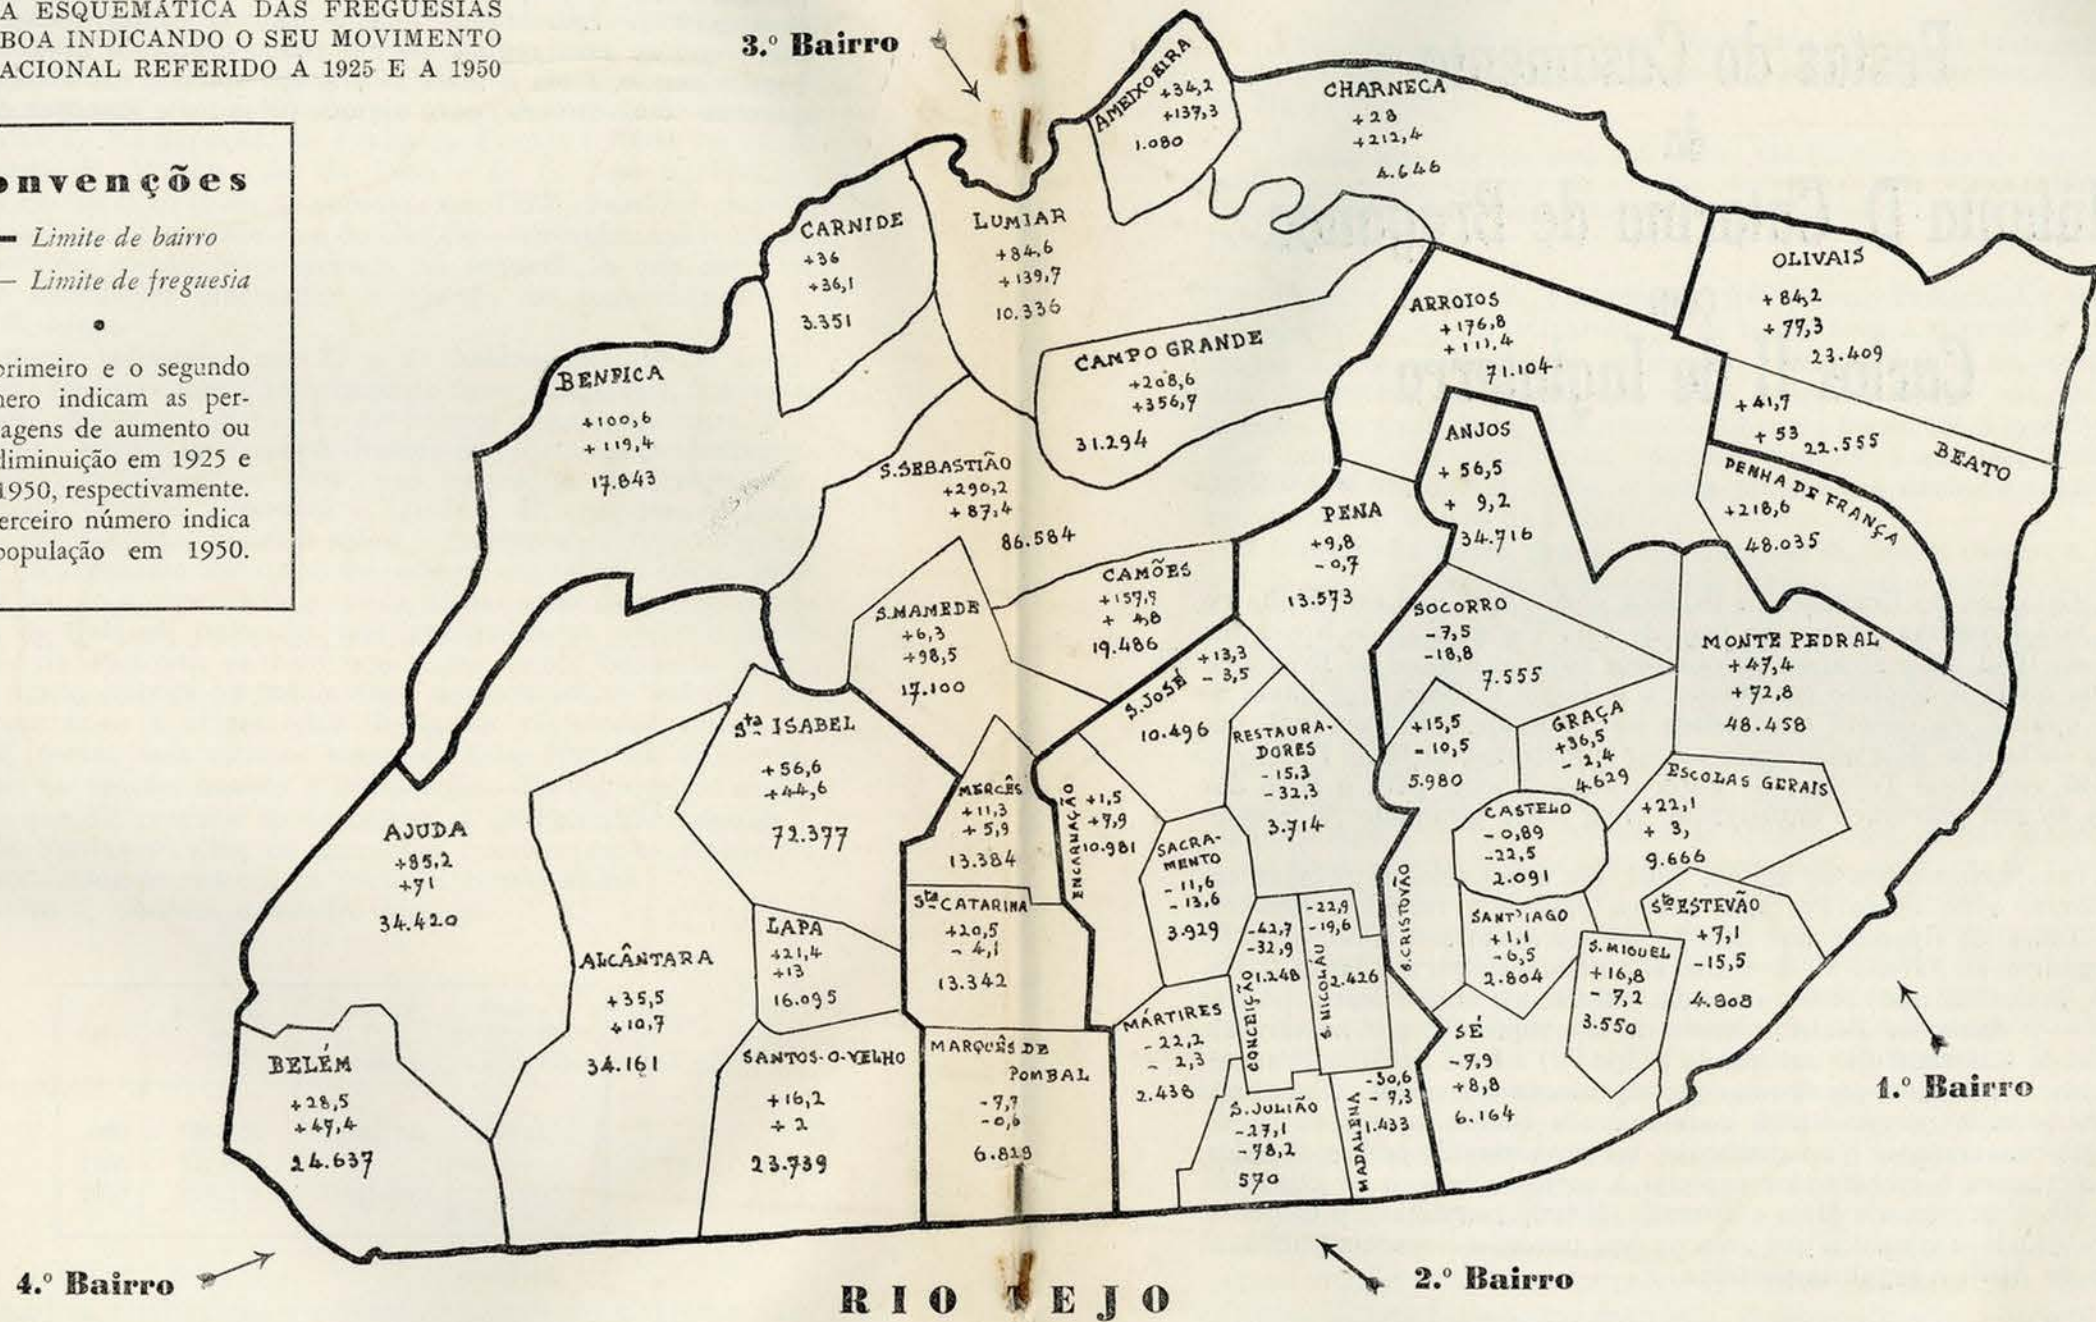 A ESQUEMÁTICA DAS FREGUESIAS
BOA INDICANDO O SEU MOVIMENTO
ACIONAL REFERIDO A 1925 E A 1950
onvenções
Limite de bairro
Limite de freguesia
primeiro e o segundo
nero indicam as per-
tagens de aumento ou
diminuição em 1925 e
1950, respectivamente.
erceiro número indica
população em 1950.
3.º Bairro
AMEIXOEIRA
+34,2
+137,3
1.080
CHARNECA
+28
+212,4
4.646
CARNIDE
+36
+36,1
3.351
LUMIAR
+84,6
+139,7
10.336
OLIVAIS
+84,2
+77,3
23.409
ARROIOS
+176,8
+111,4
71.104
CAMPO GRANDE
+208,6
+356,7
31.294
BENFICA
+100,6
+119,4
17.843
+41,7
+53
22.555
BEATO
ANJOS
+56,5
+9,2
34.716
S. SEBASTIÃO
+290,2
+87,4
86.584
PENHA DE FRANÇA
+218,6
48.035
PENA
+9,8
-0,7
13.573
CAMÕES
+157,7
+4,8
19.486
S. MAMEDE
+6,3
+98,5
17.100
SOCORRO
-7,5
-18,8
7.555
MONTE PEDRAL
+47,4
+72,8
48.458
S. JOSÉ
+13,3
-3,5
10.496
RESTAURA-
DORES
-15,3
-32,3
3.714
+15,5
-10,5
5.980
S. CRISTOVÃO
GRAÇA
+36,5
-2,4
4.629
Sta ISABEL
+56,6
+44,6
72.377
MERCÊS
+11,3
+5,9
13.384
ENCARNAÇÃO
+1,5
+7,9
10.981
ESCOLAS GERAIS
+22,1
+3,
9.666
CASTELO
-0,89
-22,5
2.091
AJUDA
+85,2
+71
34.420
SACRA-
MENTO
-11,6
-13,6
3.929
ALCÂNTARA
+35,5
+10,7
34.161
LAPA
+21,4
+13
16.095
Sta CATARINA
+20,5
-4,1
13.342
-42,7
-32,9
1.248
CONCEIÇÃO
-22,9
-19,6
2.426
S. NICOLÁU
SANT'IAGO
+1,1
-6,5
2.804
S. MIGUEL
+16,8
-7,2
3.550
Sto ESTEVÃO
+7,1
-15,5
4.808
MÁRTIRES
-22,2
-2,3
2.438
SÉ
-7,9
+8,8
6.164
BELÉM
+28,5
+47,4
24.637
SANTOS-O-VELHO
+16,2
+2
23.739
MARQUÊS DE
POMBAL
-7,7
-0,6
6.829
S. JULIÃO
-27,1
-78,2
570
MADALENA
-30,6
-7,3
1.433
1.º Bairro
4.º Bairro
2.º Bairro
RIO TEJO